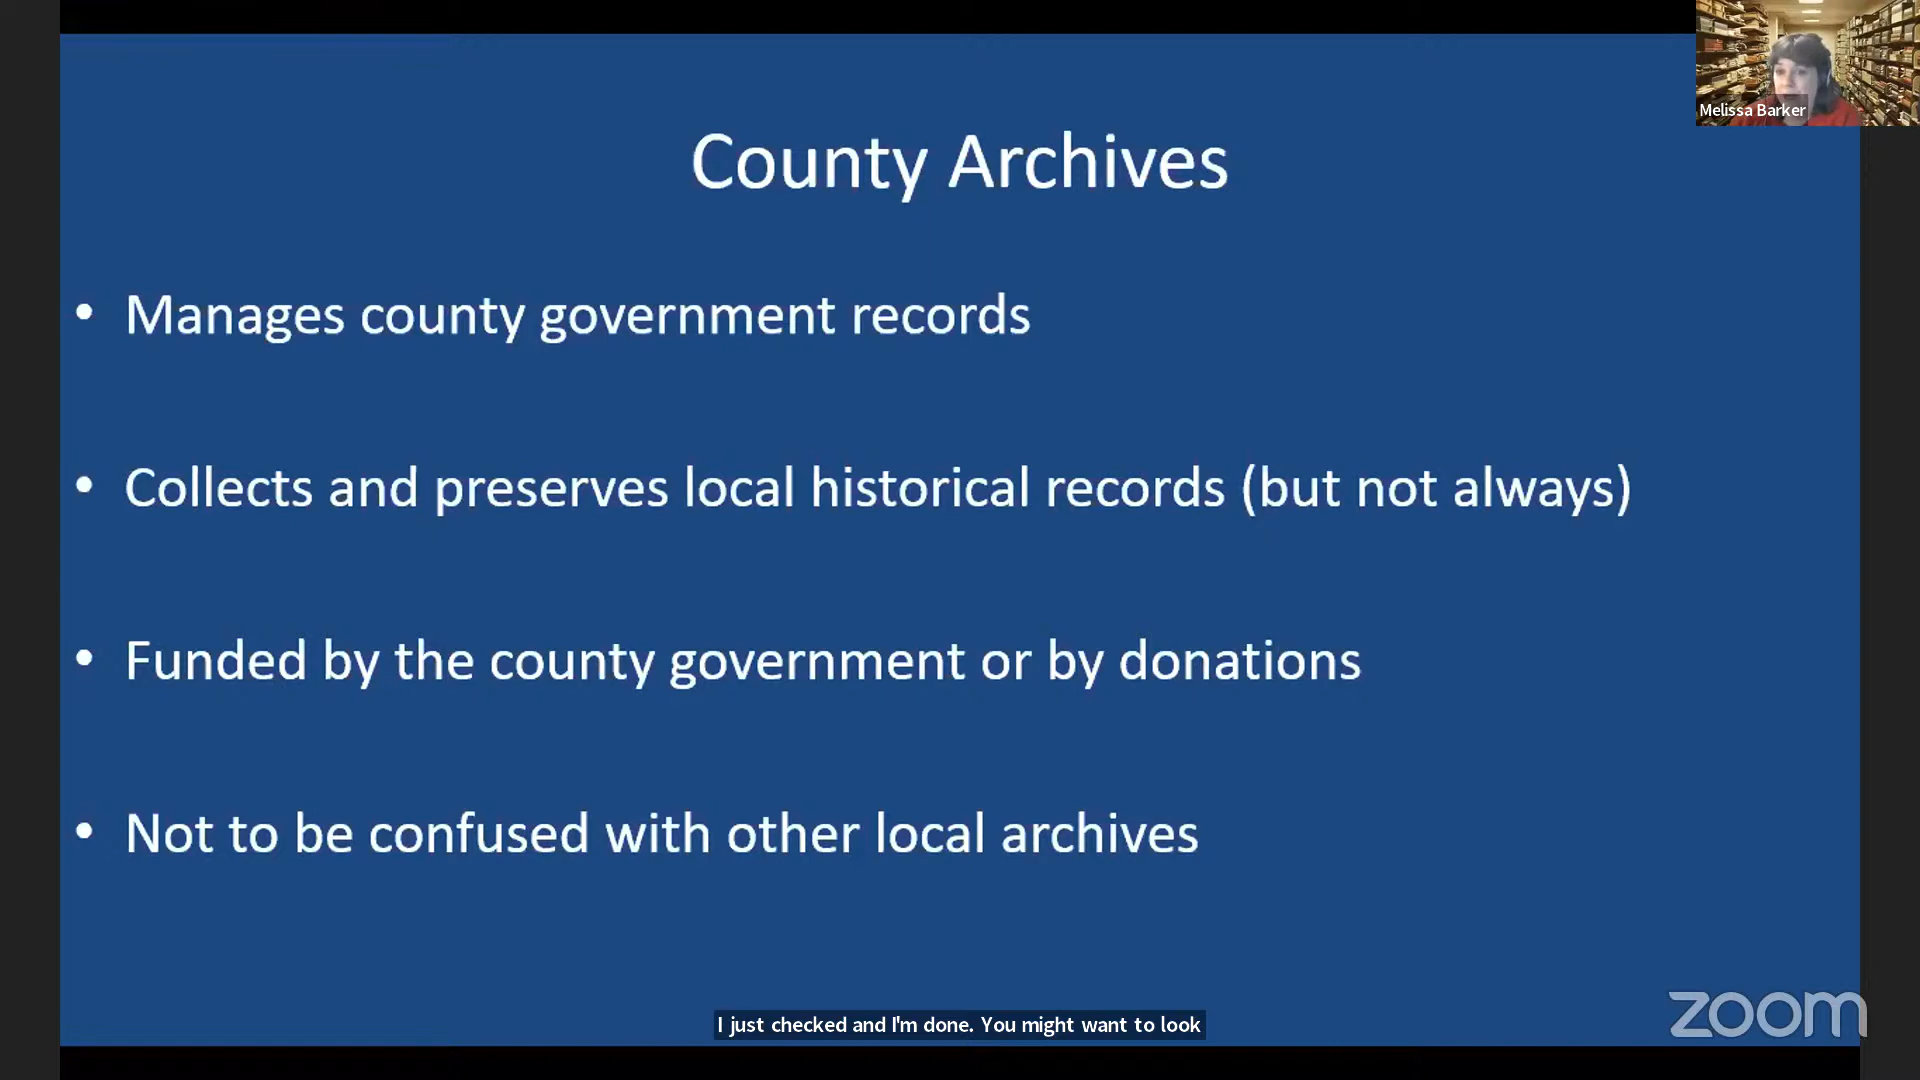 Melissa Barker
County Archives
• Manages county government records
• Collects and preserves local historical records (but not always)
• Funded by the county government or by donations
• Not to be confused with other local archives
I just checked and I'm done. You might want to look
zoom